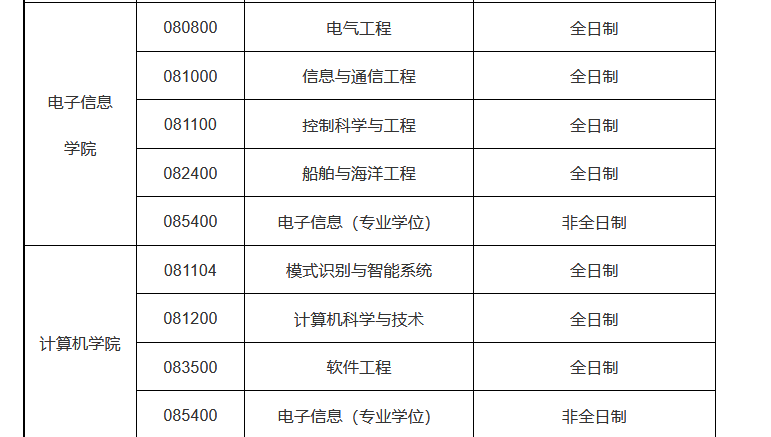 电子信息
学院
080800 电气工程 全日制
081000 信息与通信工程 全日制
081100 控制科学与工程 全日制
082400 船舶与海洋工程 全日制
085400 电子信息（专业学位） 非全日制
计算机学院
081104 模式识别与智能系统 全日制
081200 计算机科学与技术 全日制
083500 软件工程 全日制
085400 电子信息（专业学位） 非全日制